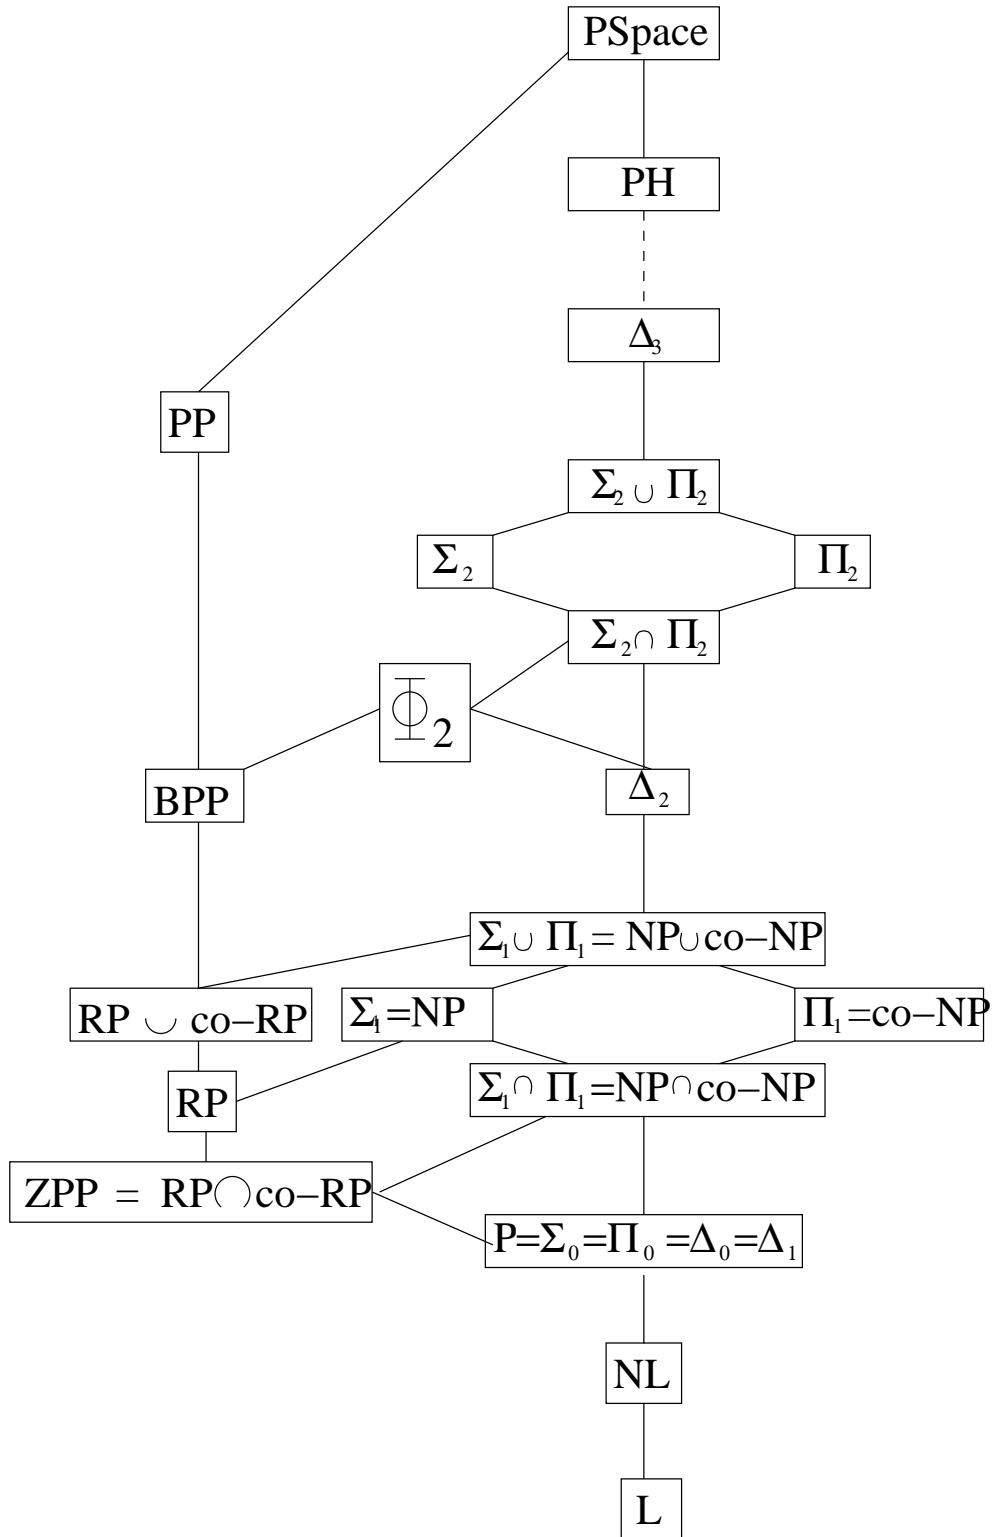 PSpace
PH
Δ₃
PP
Σ₂ ∪ Π₂
Σ₂
Π₂
Σ₂ ∩ Π₂
Φ₂
BPP
Δ₂
Σ₁ ∪ Π₁ = NP∪co−NP
RP ∪ co−RP
Σ₁=NP
Π₁=co−NP
Σ₁ ∩ Π₁=NP∩co−NP
RP
ZPP = RP∩co−RP
P=Σ₀=Π₀=Δ₀=Δ₁
NL
L